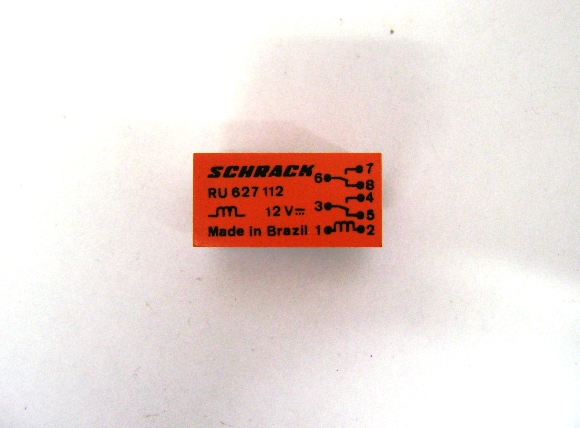 SCHRACK
RU 627 112
12 V
Made in Brazil
6 7
8
3 4
5
1 2